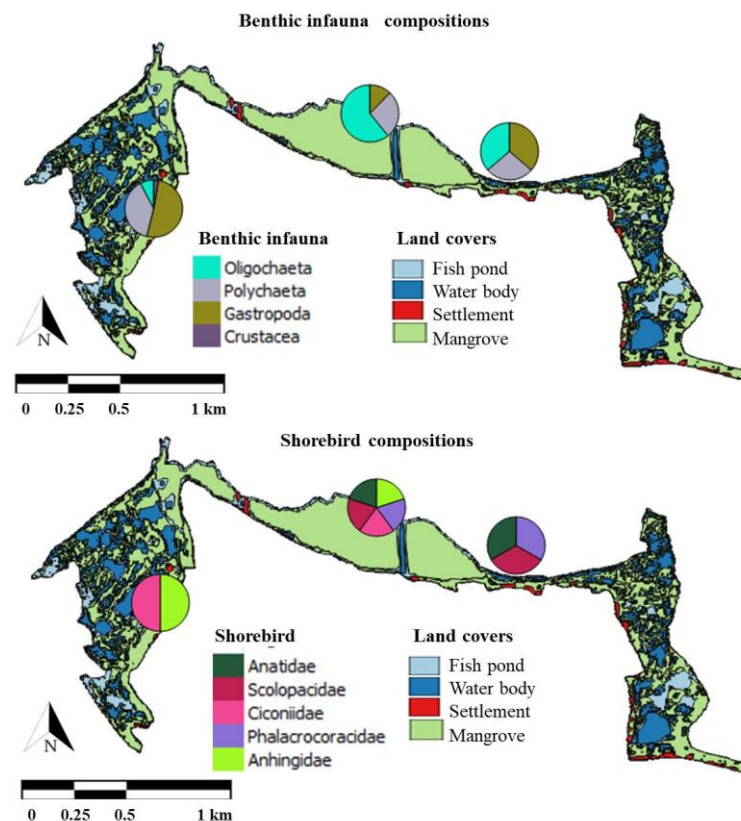 Benthic infauna compositions
Benthic infauna
Oligochaeta
Polychaeta
Gastropoda
Crustacea
Land covers
Fish pond
Water body
Settlement
Mangrove
N
0 0.25 0.5 1 km
Shorebird compositions
Shorebird
Anatidae
Scolopacidae
Ciconiidae
Phalacrocoracidae
Anhingidae
Land covers
Fish pond
Water body
Settlement
Mangrove
N
0 0.25 0.5 1 km